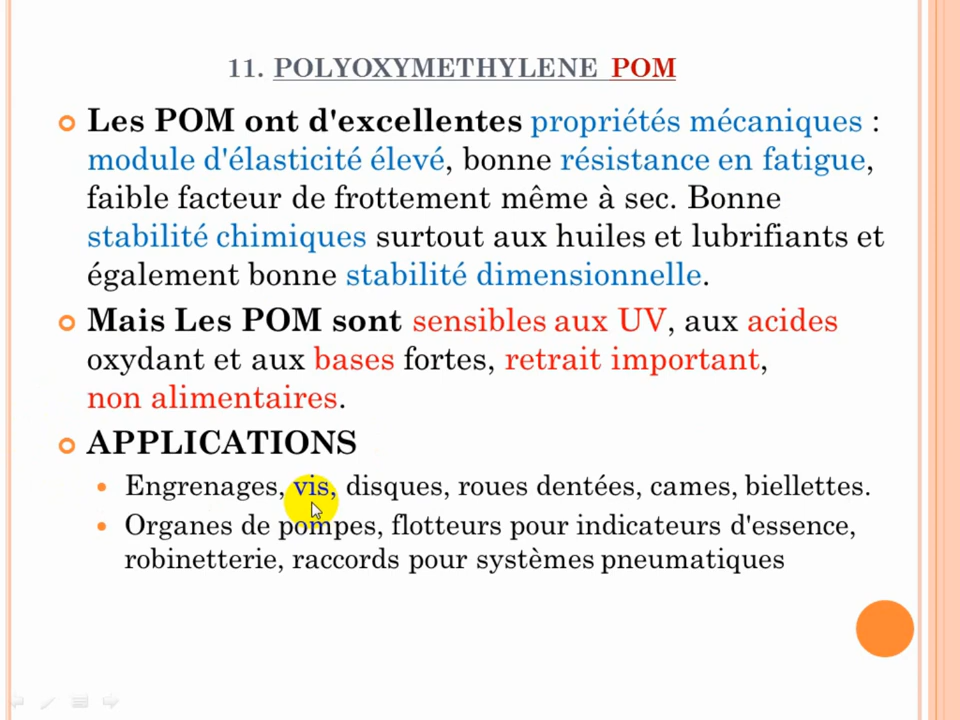 11. POLYOXYMETHYLENE POM
Les POM ont d'excellentes propriétés mécaniques :
module d'élasticité élevé, bonne résistance en fatigue,
faible facteur de frottement même à sec. Bonne
stabilité chimiques surtout aux huiles et lubrifiants et
également bonne stabilité dimensionnelle.
Mais Les POM sont sensibles aux UV, aux acides
oxydant et aux bases fortes, retrait important,
non alimentaires.
APPLICATIONS
Engrenages, vis, disques, roues dentées, cames, biellettes.
Organes de pompes, flotteurs pour indicateurs d'essence,
robinetterie, raccords pour systèmes pneumatiques